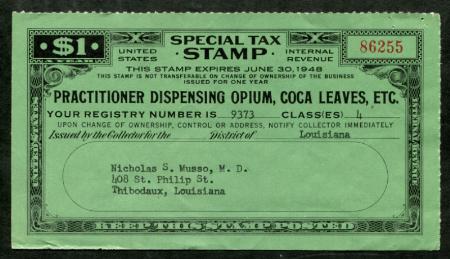 $1
A YEAR
SPECIAL TAX
UNITED STATES STAMP INTERNAL REVENUE
86255
THIS STAMP EXPIRES JUNE 30, 1948
THIS STAMP IS NOT TRANSFERABLE ON CHANGE OF OWNERSHIP OF THE BUSINESS
ISSUED FOR ONE YEAR
PRACTITIONER DISPENSING OPIUM, COCA LEAVES, ETC.
YOUR REGISTRY NUMBER IS 9373 CLASS(ES) 4
UPON CHANGE OF OWNERSHIP, CONTROL OR ADDRESS, NOTIFY COLLECTOR IMMEDIATELY
Issued by the Collector for the District of Louisiana
Nicholas S. Musso, M. D.
408 St. Philip St.
Thibodaux, Louisiana
KEEP THIS STAMP POSTED